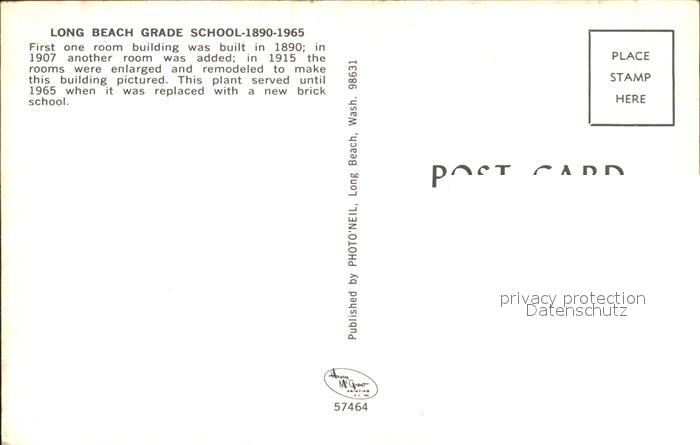 LONG BEACH GRADE SCHOOL-1890-1965
First one room building was built in 1890; in
1907 another room was added; in 1915 the
rooms were enlarged and remodeled to make
this building pictured. This plant served until
1965 when it was replaced with a new brick
school.
Published by PHOTO'NEIL, Long Beach, Wash. 98631
PLACE
STAMP
HERE
POST CARD
privacy protection
Datenschutz
Henry
McGrew
PRINTING
57464